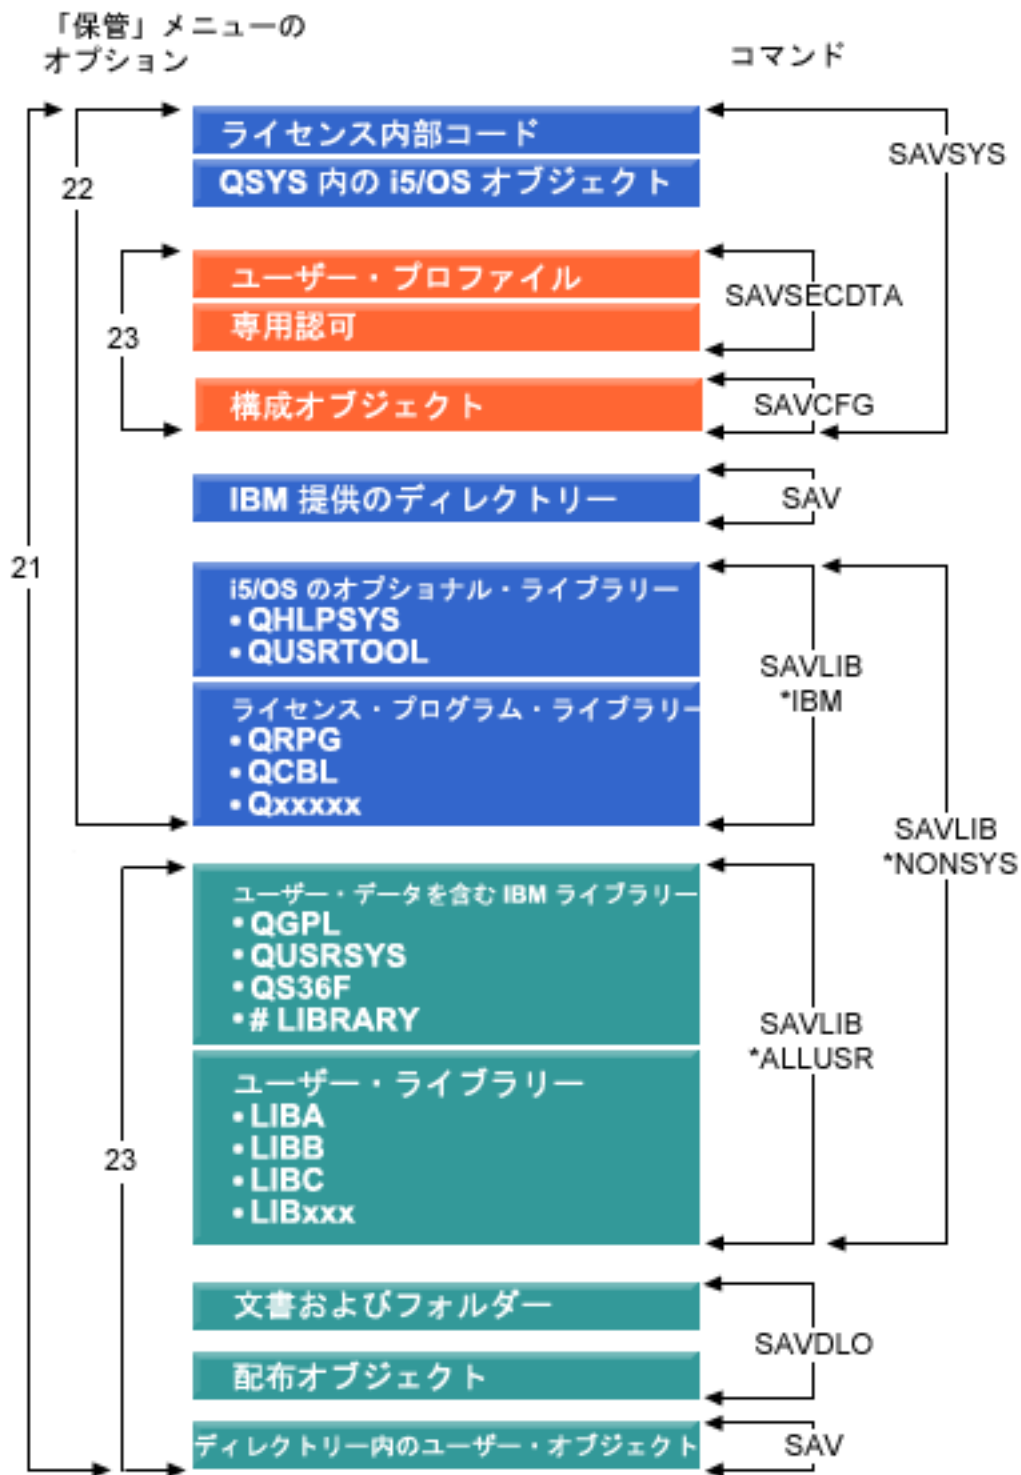 「保管」メニューの
オプション
コマンド
ライセンス内部コード
QSYS 内の i5/OS オブジェクト
SAVSYS
22
ユーザー・プロファイル
専用認可
SAVSECDTA
23
構成オブジェクト
SAVCFG
IBM 提供のディレクトリー
SAV
21
i5/OS のオプショナル・ライブラリー
• QHLPSYS
• QUSRTOOL
SAVLIB
*IBM
ライセンス・プログラム・ライブラリー
• QRPG
• QCBL
• Qxxxxx
SAVLIB
*NONSYS
ユーザー・データを含む IBM ライブラリー
• QGPL
• QUSRSYS
• QS36F
• # LIBRARY
SAVLIB
*ALLUSR
ユーザー・ライブラリー
• LIBA
• LIBB
• LIBC
• LIBxxx
23
文書およびフォルダー
SAVDLO
配布オブジェクト
ディレクトリー内のユーザー・オブジェクト
SAV